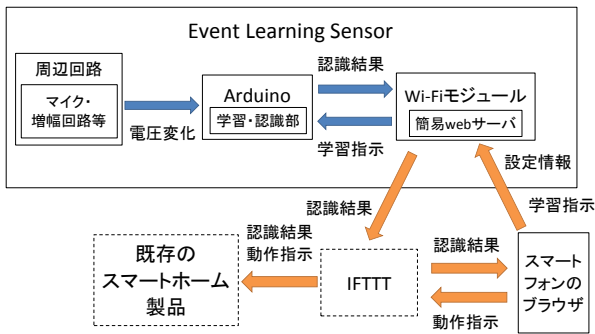 Event Learning Sensor
周辺回路
マイク・
増幅回路等
電圧変化
Arduino
学習・認識部
認識結果
学習指示
Wi-Fiモジュール
簡易webサーバ
設定情報
学習指示
認識結果
認識結果
動作指示
既存の
スマートホーム
製品
IFTTT
認識結果
動作指示
スマート
フォンの
ブラウザ